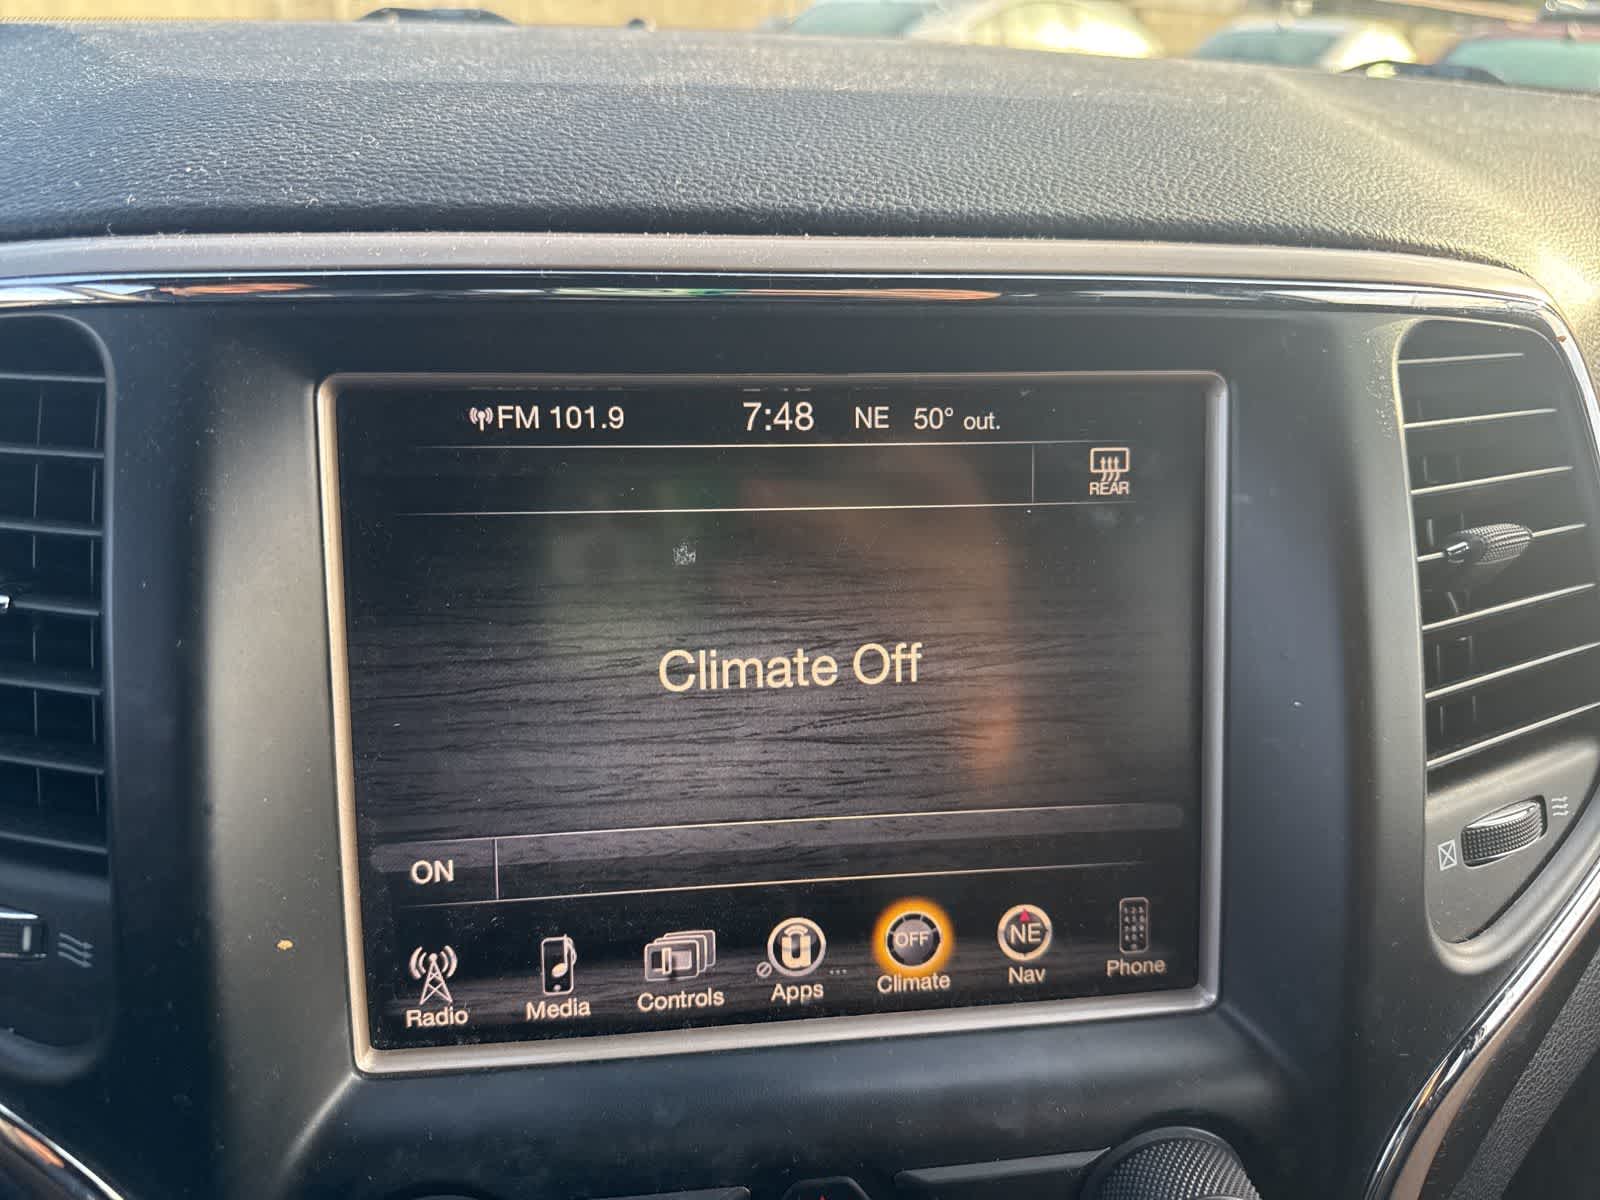 FM 101.9 7:48 NE 50° out.
REAR
Climate Off
ON
OFF NE
Radio Media Controls Apps Climate Nav Phone